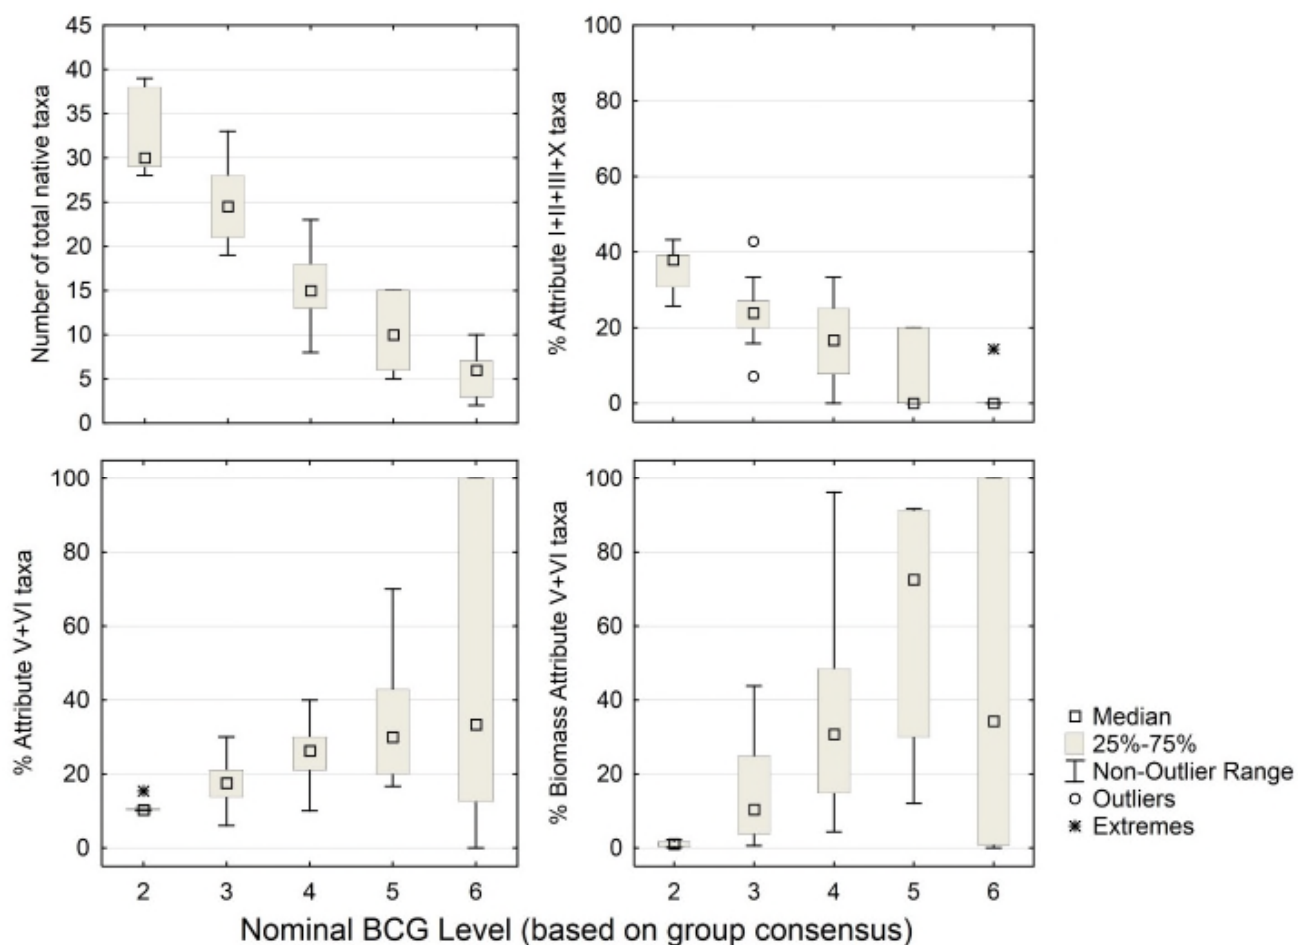 Number of total native taxa
45
40
35
30
25
20
15
10
5
0
% Attribute I+II+III+X taxa
100
80
60
40
20
0
% Attribute V+VI taxa
100
80
60
40
20
0
2 3 4 5 6
% Biomass Attribute V+VI taxa
100
80
60
40
20
0
2 3 4 5 6
Nominal BCG Level (based on group consensus)
Median
25%-75%
Non-Outlier Range
Outliers
Extremes